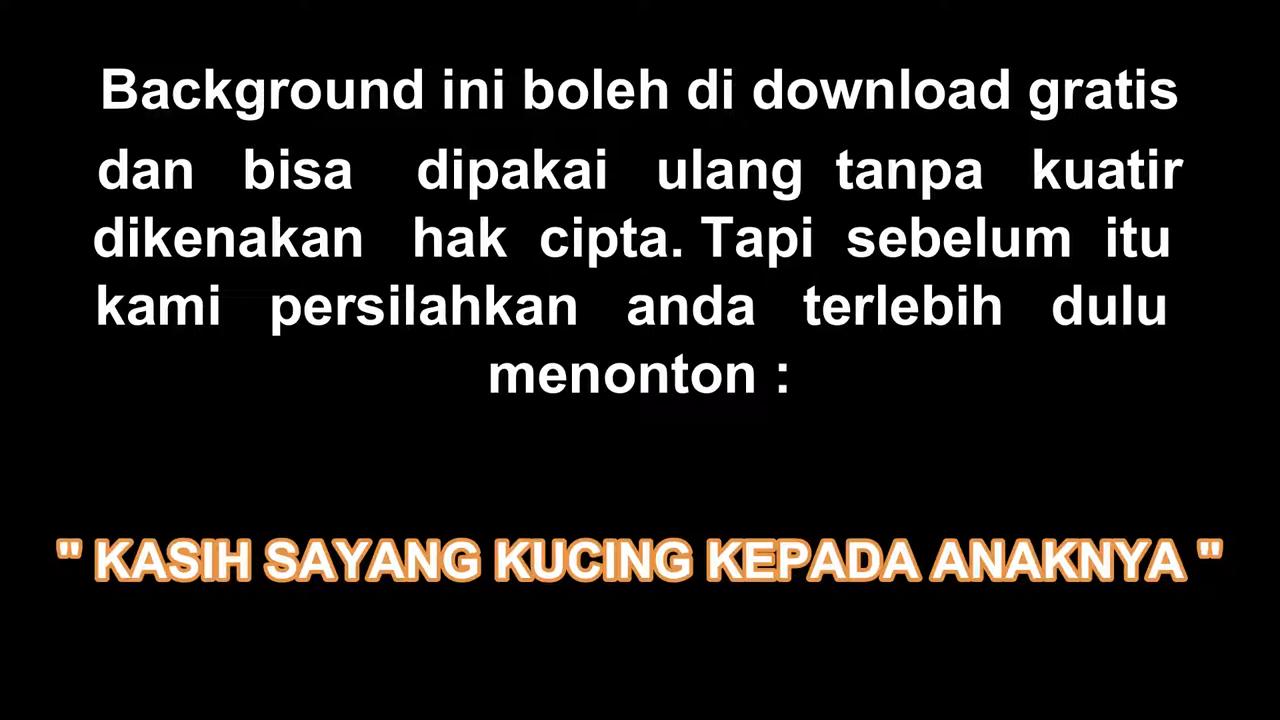 Background ini boleh di download gratis
dan bisa dipakai ulang tanpa kuatir
dikenakan hak cipta. Tapi sebelum itu
kami persilahkan anda terlebih dulu
menonton :
" KASIH SAYANG KUCING KEPADA ANAKNYA "